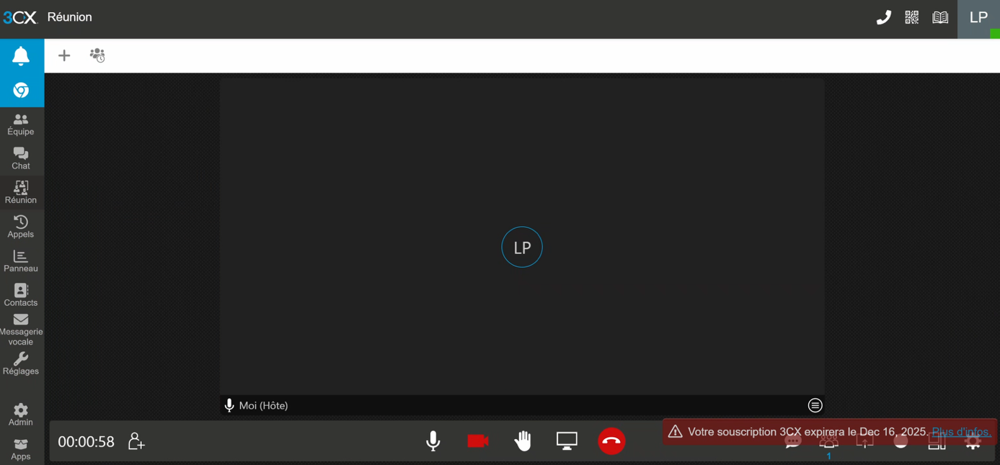 3CX Réunion
LP
Équipe
Chat
Réunion
Appels
Panneau
Contacts
Messagerie
vocale
Réglages
Admin
Apps
LP
Moi (Hôte)
00:00:58
Votre souscription 3CX expirera le Dec 16, 2025. Plus d'infos.
1